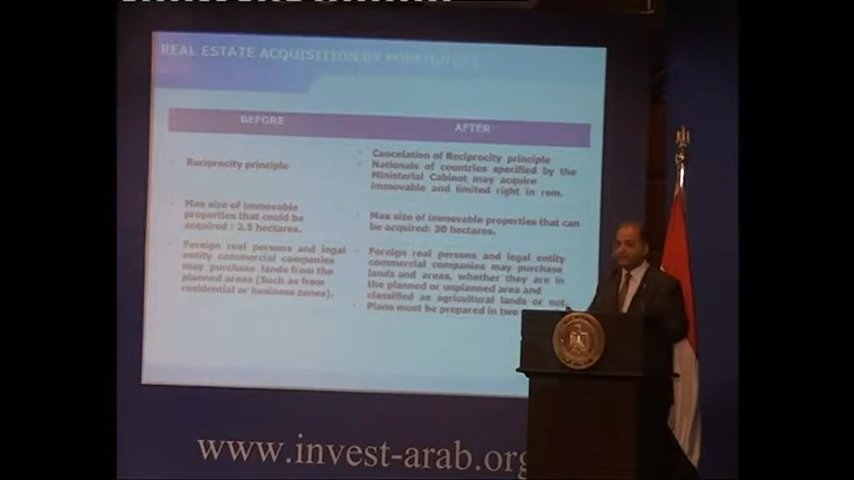 REAL ESTATE ACQUISITION BY FOREIGNERS
BEFORE
AFTER
Reciprocity principle
Max size of immovable
properties that could be
acquired : 2.5 hectares.
Foreign real persons and legal
entity commercial companies
may purchase lands from the
planned areas (Such as from
residential or business zones).
Cancelation of Reciprocity principle
Nationals of countries specified by the
Ministerial Cabinet may acquire
immovable and limited right in rem.
Max size of immovable properties that can
be acquired: 30 hectares.
Foreign real persons and legal entity
commercial companies may purchase
lands and areas, whether they are in
the planned or unplanned area and
classified as agricultural lands or not.
Plans must be prepared in two
www.invest-arab.org